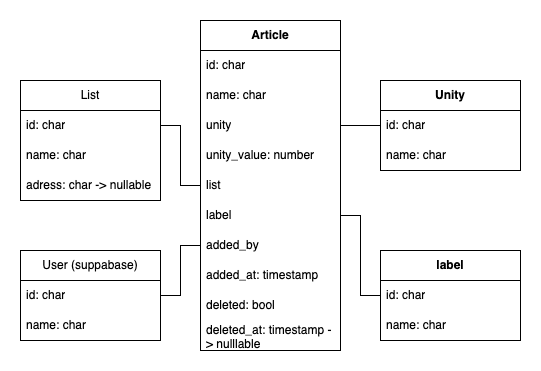 Article
id: char
name: char
unity
unity_value: number
list
label
added_by
added_at: timestamp
deleted: bool
deleted_at: timestamp -
> nulllable
List
id: char
name: char
adress: char -> nullable
User (suppabase)
id: char
name: char
Unity
id: char
name: char
label
id: char
name: char